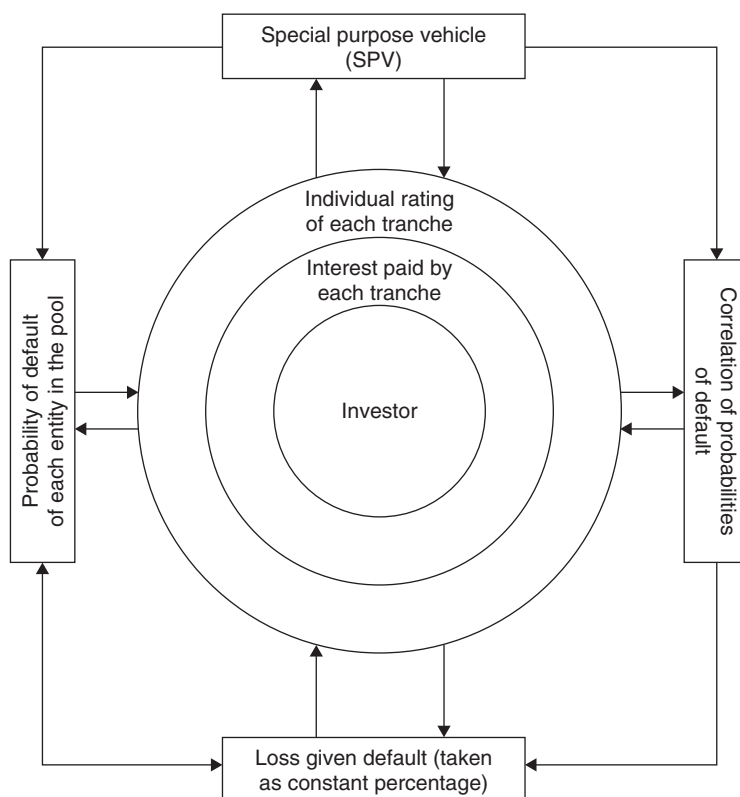 Special purpose vehicle
(SPV)
Individual rating
of each tranche
Interest paid by
each tranche
Investor
Probability of default
of each entity in the pool
Correlation of probabilities
of default
Loss given default (taken
as constant percentage)